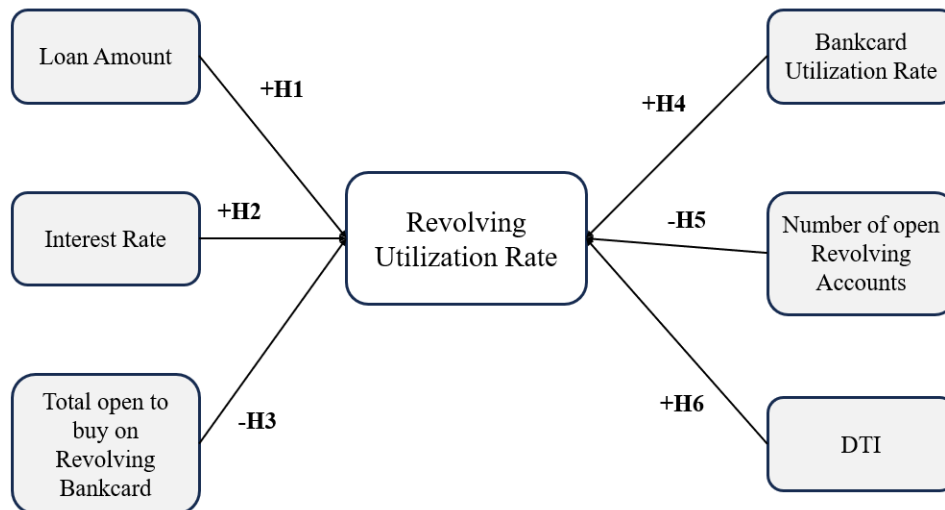 Loan Amount
+H1
Interest Rate
+H2
Total open to
buy on
Revolving
Bankcard
-H3
Revolving
Utilization Rate
Bankcard
Utilization Rate
+H4
Number of open
Revolving
Accounts
-H5
DTI
+H6